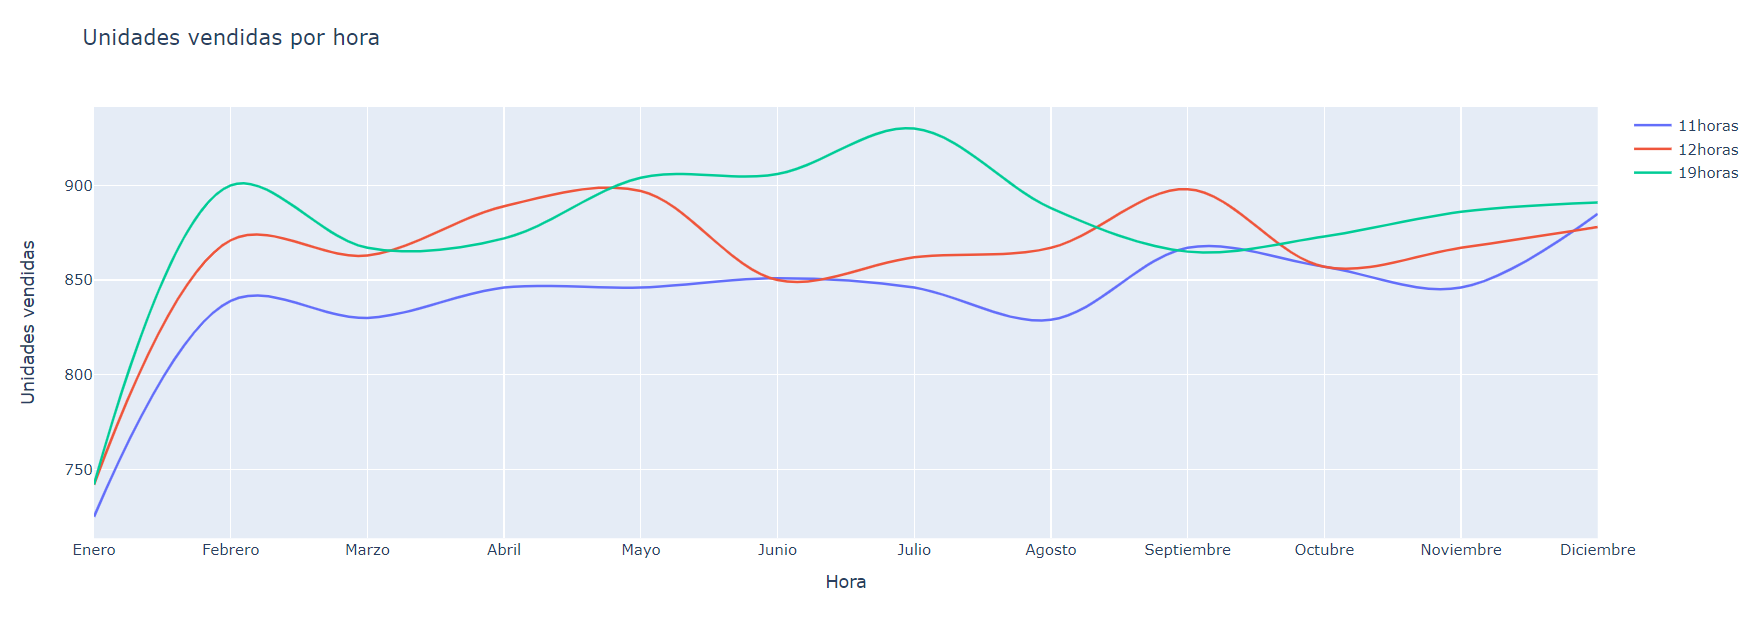 Unidades vendidas por hora
11horas
12horas
19horas
900
850
800
750
Unidades vendidas
Enero Febrero Marzo Abril Mayo Junio Julio Agosto Septiembre Octubre Noviembre Diciembre
Hora